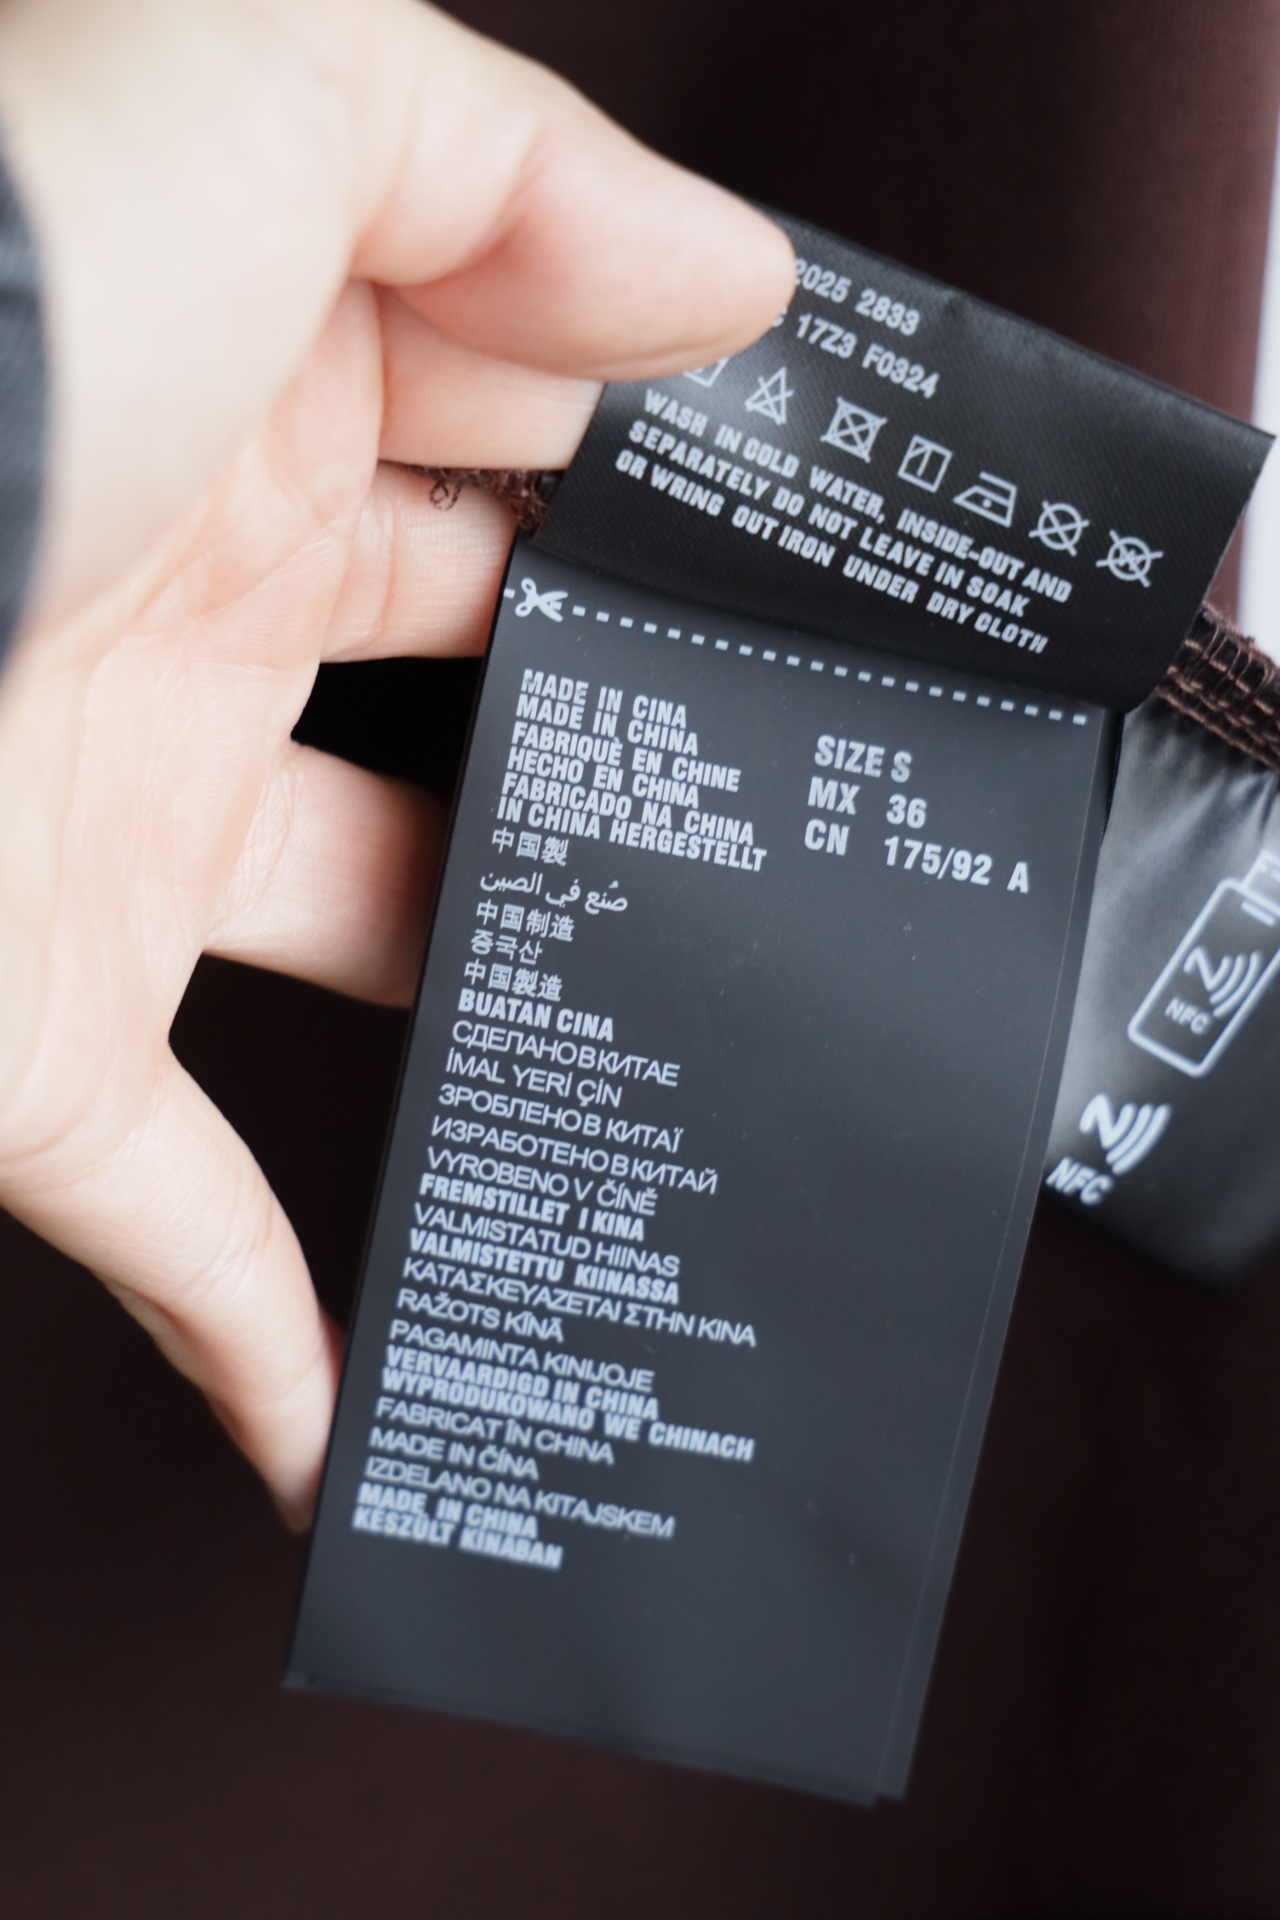 2025 2833
17Z3 F0324
WASH IN COLD WATER, INSIDE-OUT AND
SEPARATELY DO NOT LEAVE IN SOAK
OR WRING OUT IRON UNDER DRY CLOTH
MADE IN CINA
MADE IN CHINA
FABRIQUÈ EN CHINE
HECHO EN CHINA
FABRICADO NA CHINA
IN CHINA HERGESTELLT
中国製
صُنع في الصين
中国制造
중국산
中国製造
BUATAN CINA
СДЕЛАНО В КИТАЕ
İMAL YERİ ÇİN
ЗРОБЛЕНО В КИТАЇ
ИЗРАБОТЕНО В КИТАЙ
VYROBENO V ČÍNĚ
FREMSTILLET I KINA
VALMISTATUD HIINAS
VALMISTETTU KIINASSA
ΚΑΤΑΣΚΕΥΑΖΕΤΑΙ ΣΤΗΝ ΚΙΝΑ
RAŽOTS KĪNĀ
PAGAMINTA KINIJOJE
VERVAARDIGD IN CHINA
WYPRODUKOWANO WE CHINACH
FABRICAT ÎN CHINA
MADE IN ČÍNA
IZDELANO NA KITAJSKEM
MADE IN CHINA
KÉSZÜLT KÍNÁBAN
SIZE S
MX 36
CN 175/92 A
NFC
NFC